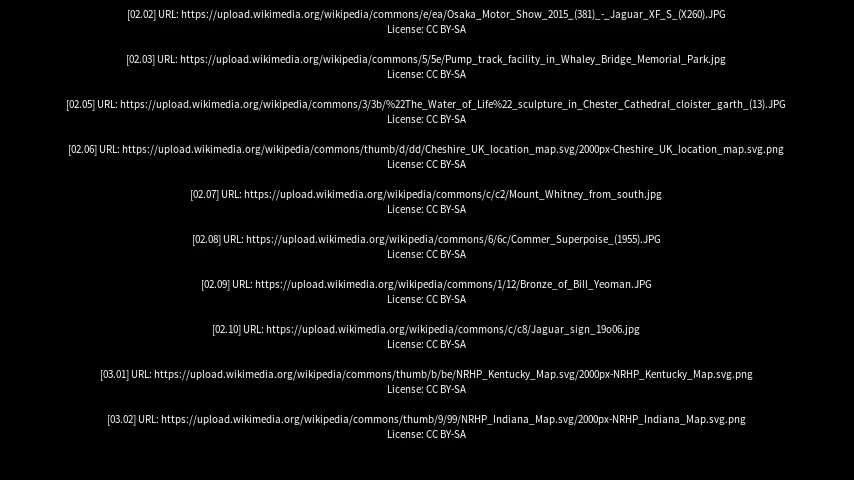 [02.02] URL: https://upload.wikimedia.org/wikipedia/commons/e/ea/Osaka_Motor_Show_2015_(381)_-_Jaguar_XF_S_(X260).JPG
License: CC BY-SA
[02.03] URL: https://upload.wikimedia.org/wikipedia/commons/5/5e/Pump_track_facility_in_Whaley_Bridge_Memorial_Park.jpg
License: CC BY-SA
[02.05] URL: https://upload.wikimedia.org/wikipedia/commons/3/3b/%22The_Water_of_Life%22_sculpture_in_Chester_Cathedral_cloister_garth_(13).JPG
License: CC BY-SA
[02.06] URL: https://upload.wikimedia.org/wikipedia/commons/thumb/d/dd/Cheshire_UK_location_map.svg/2000px-Cheshire_UK_location_map.svg.png
License: CC BY-SA
[02.07] URL: https://upload.wikimedia.org/wikipedia/commons/c/c2/Mount_Whitney_from_south.jpg
License: CC BY-SA
[02.08] URL: https://upload.wikimedia.org/wikipedia/commons/6/6c/Commer_Superpoise_(1955).JPG
License: CC BY-SA
[02.09] URL: https://upload.wikimedia.org/wikipedia/commons/1/12/Bronze_of_Bill_Yeoman.JPG
License: CC BY-SA
[02.10] URL: https://upload.wikimedia.org/wikipedia/commons/c/c8/Jaguar_sign_19o06.jpg
License: CC BY-SA
[03.01] URL: https://upload.wikimedia.org/wikipedia/commons/thumb/b/be/NRHP_Kentucky_Map.svg/2000px-NRHP_Kentucky_Map.svg.png
License: CC BY-SA
[03.02] URL: https://upload.wikimedia.org/wikipedia/commons/thumb/9/99/NRHP_Indiana_Map.svg/2000px-NRHP_Indiana_Map.svg.png
License: CC BY-SA